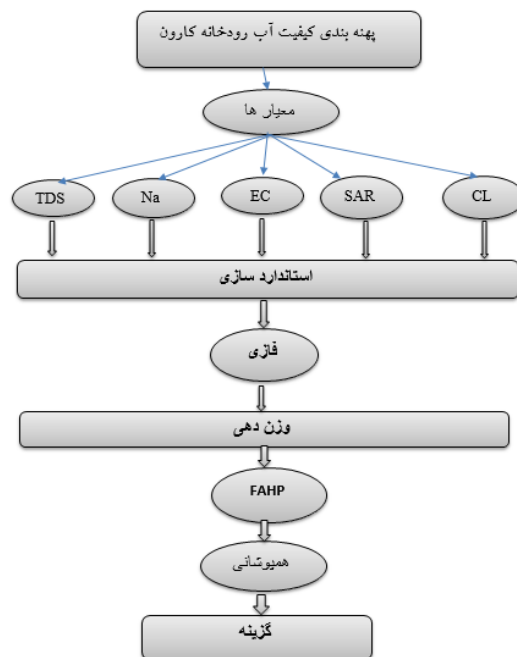 پهنه بندی کیفیت آب رودخانه کارون
معیار ها
TDS
Na
EC
SAR
CL
استاندارد سازی
فازی
وزن دهی
FAHP
همپوشانی
گزینه